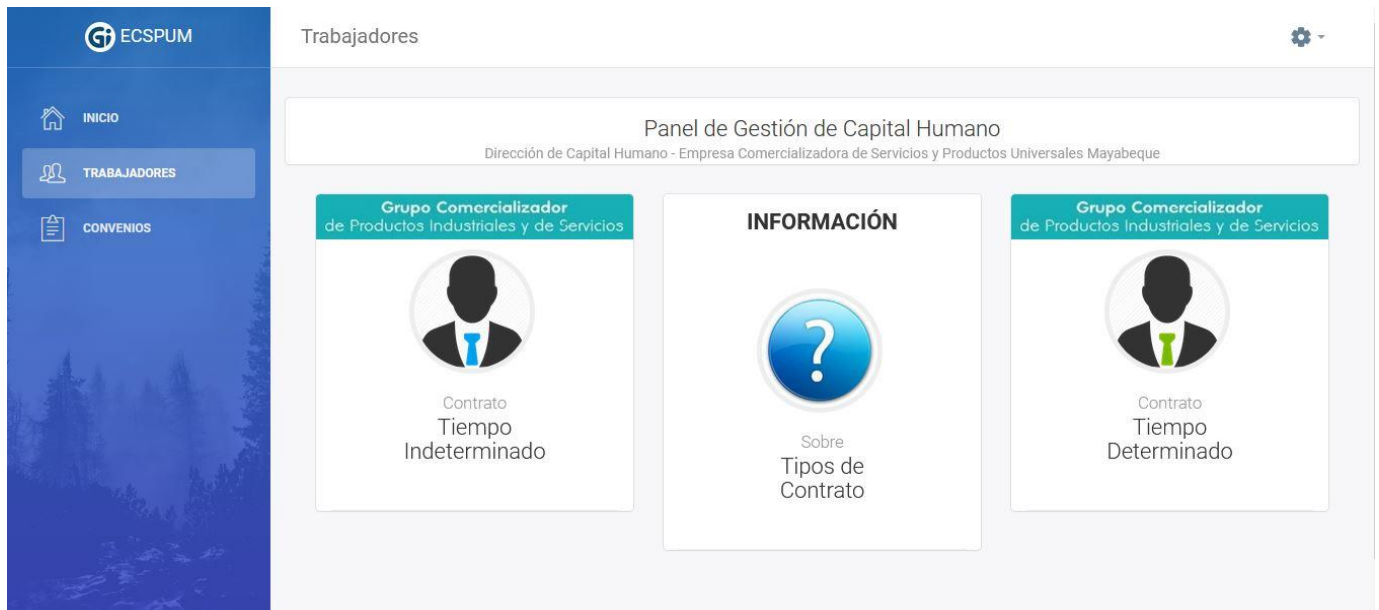 Gi ECSPUM
INICIO
TRABAJADORES
CONVENIOS
Trabajadores
Panel de Gestión de Capital Humano
Dirección de Capital Humano - Empresa Comercializadora de Servicios y Productos Universales Mayabeque
Grupo Comercializador
de Productos Industriales y de Servicios
Contrato
Tiempo
Indeterminado
INFORMACIÓN
?
Sobre
Tipos de
Contrato
Grupo Comercializador
de Productos Industriales y de Servicios
Contrato
Tiempo
Determinado